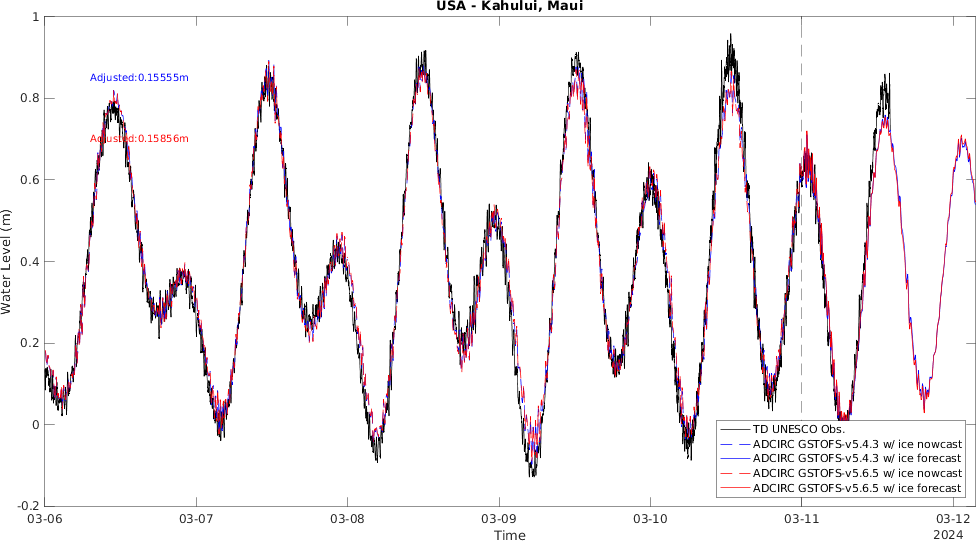 USA - Kahului, Maui
1
Adjusted:0.15555m
0.8
Adjusted:0.15856m
0.6
Water Level (m)
0.4
0.2
0
TD UNESCO Obs.
ADCIRC GSTOFS-v5.4.3 w/ ice nowcast
ADCIRC GSTOFS-v5.4.3 w/ ice forecast
ADCIRC GSTOFS-v5.6.5 w/ ice nowcast
ADCIRC GSTOFS-v5.6.5 w/ ice forecast
-0.2
03-06 03-07 03-08 03-09 03-10 03-11 03-12
Time
2024